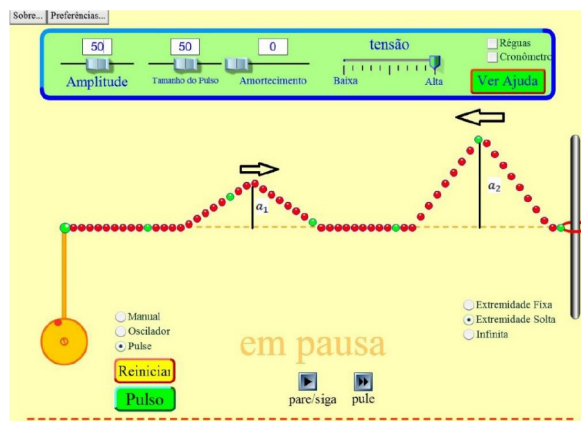 Sobre... Preferências...
50 50 0 tensão
Réguas
Cronômetro
Amplitude Tamanho do Pulso Amortecimento Baixa Alta
Ver Ajuda
a₁
a₂
Manual
Oscilador
Pulse
Extremidade Fixa
Extremidade Solta
Infinita
em pausa
Reiniciar
Pulso
pare/siga pule